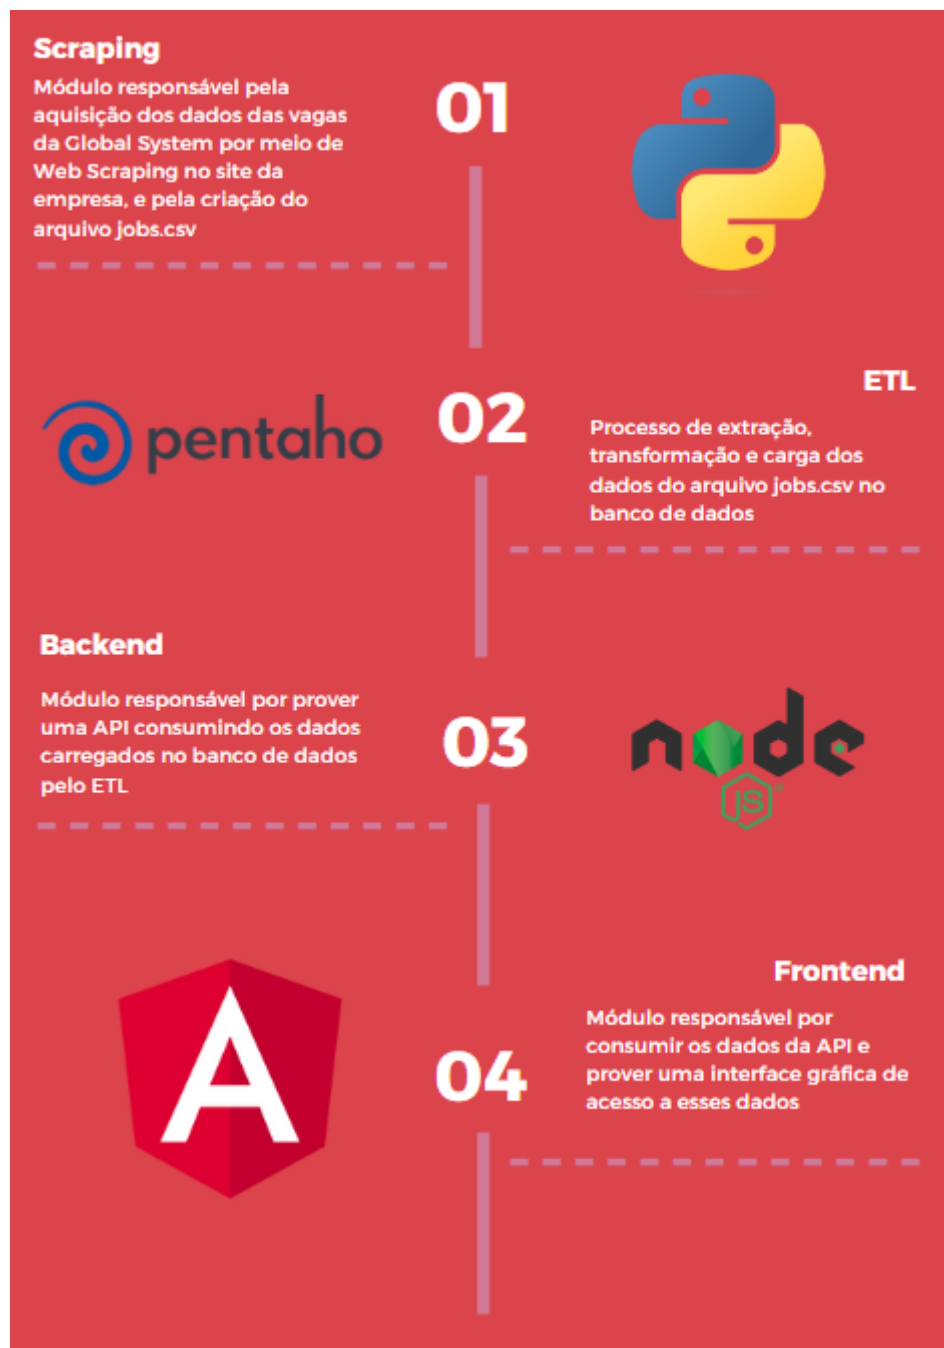 Scraping
Módulo responsável pela
aquisição dos dados das vagas
da Global System por meio de
Web Scraping no site da
empresa, e pela criação do
arquivo jobs.csv
01
pentaho
02
ETL
Processo de extração,
transformação e carga dos
dados do arquivo jobs.csv no
banco de dados
Backend
Módulo responsável por prover
uma API consumindo os dados
carregados no banco de dados
pelo ETL
03
node
JS
A
04
Frontend
Módulo responsável por
consumir os dados da API e
prover uma interface gráfica de
acesso a esses dados